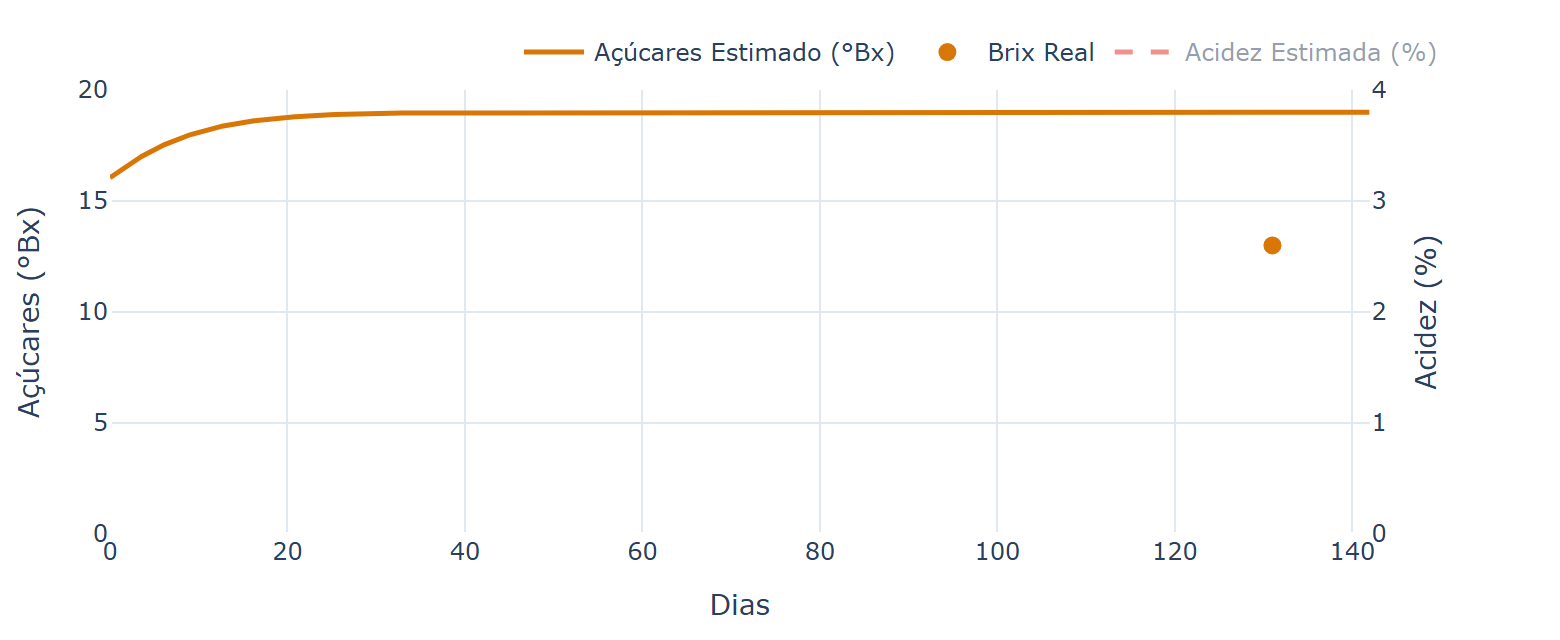 Açúcares Estimado (°Bx) Brix Real Acidez Estimada (%)
20 4
15 3
10 2
5 1
0 0
0 20 40 60 80 100 120 140
Dias
Açúcares (°Bx)
Acidez (%)